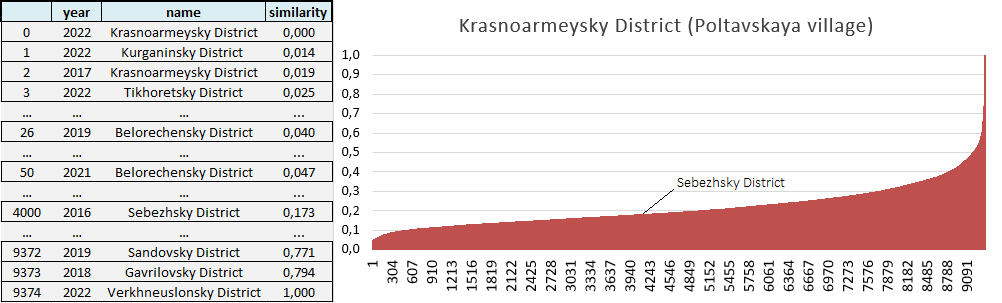 year name similarity
0 2022 Krasnoarmeysky District 0,000
1 2022 Kurganinsky District 0,014
2 2017 Krasnoarmeysky District 0,019
3 2022 Tikhoretsky District 0,025
... ... ... ...
26 2019 Belorechensky District 0,040
... ... ... ...
50 2021 Belorechensky District 0,047
... ... ... ...
4000 2016 Sebezhsky District 0,173
... ... ... ...
9372 2019 Sandovsky District 0,771
9373 2018 Gavrilovsky District 0,794
9374 2022 Verkhneuslonsky District 1,000
Krasnoarmeysky District (Poltavskaya village)
1,0
0,9
0,8
0,7
0,6
0,5
0,4
0,3
0,2
0,1
0,0
Sebezhsky District
1 304 607 910 1213 1516 1819 2122 2425 2728 3031 3334 3637 3940 4243 4546 4849 5152 5455 5758 6061 6364 6667 6970 7273 7576 7879 8182 8485 8788 9091